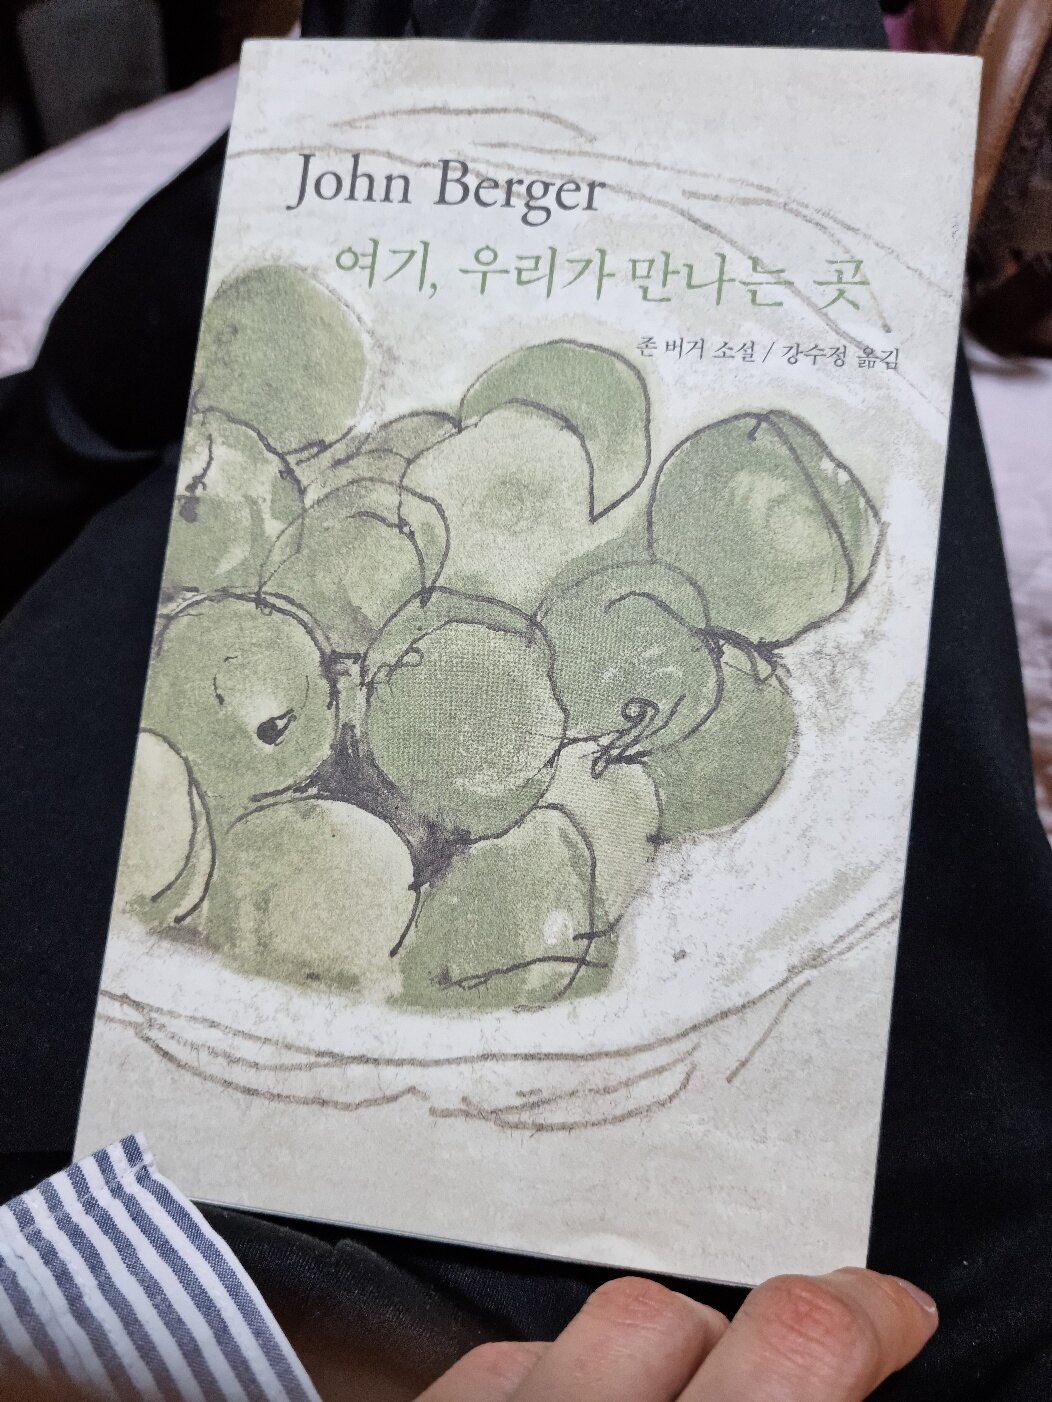 John Berger
여기, 우리가 만나는 곳
존 버거 소설 / 강수정 옮김